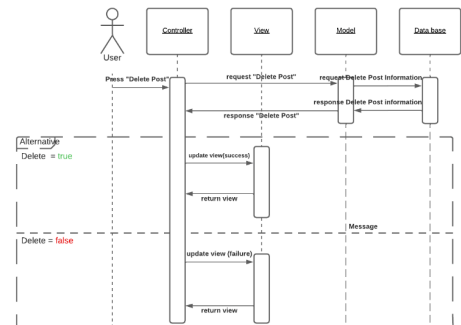 Controller
View
Model
Data base
User
Press "Delete Post"
request "Delete Post"
request Delete Post Information
response Delete Post information
response "Delete Post"
Alternative
Delete = true
update view(success)
return view
Message
Delete = false
update view (failure)
return view